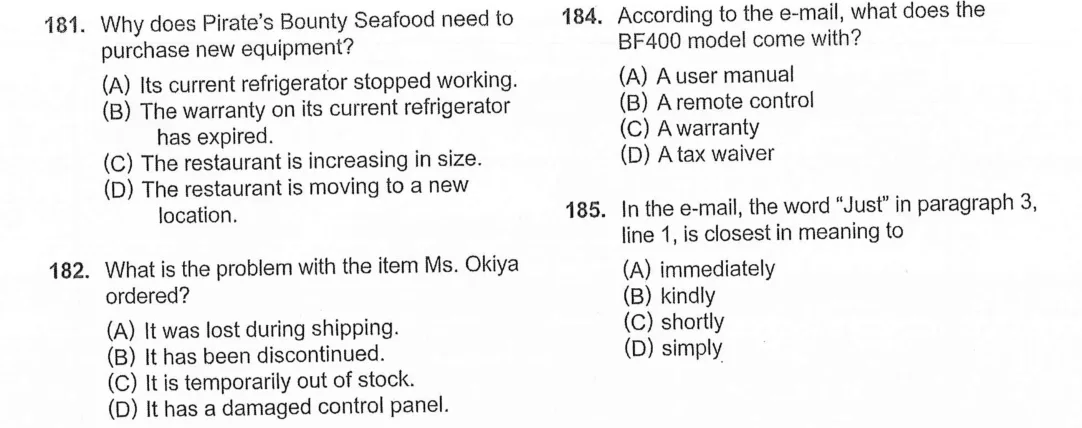 181. Why does Pirate's Bounty Seafood need to
purchase new equipment?
(A) Its current refrigerator stopped working.
(B) The warranty on its current refrigerator
has expired.
(C) The restaurant is increasing in size.
(D) The restaurant is moving to a new
location.
182. What is the problem with the item Ms. Okiya
ordered?
(A) It was lost during shipping.
(B) It has been discontinued.
(C) It is temporarily out of stock.
(D) It has a damaged control panel.
184. According to the e-mail, what does the
BF400 model come with?
(A) A user manual
(B) A remote control
(C) A warranty
(D) A tax waiver
185. In the e-mail, the word "Just" in paragraph 3,
line 1, is closest in meaning to
(A) immediately
(B) kindly
(C) shortly
(D) simply